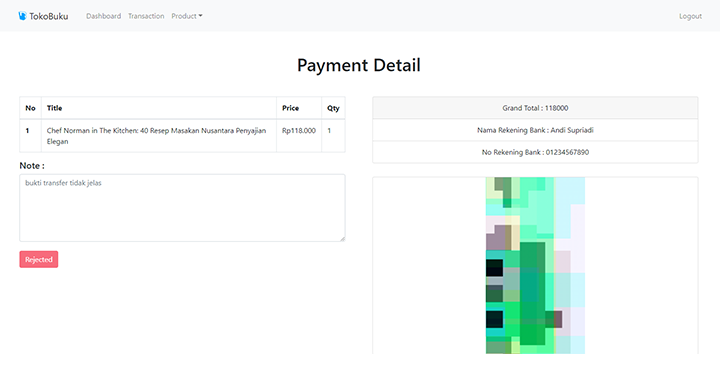 TokoBuku Dashboard Transaction Product Logout
Payment Detail
No Title Price Qty
1 Chef Norman in The Kitchen: 40 Resep Masakan Nusantara Penyajian Rp118.000 1
Elegan
Note :
bukti transfer tidak jelas
Rejected
Grand Total : 118000
Nama Rekening Bank : Andi Supriadi
No Rekening Bank : 01234567890